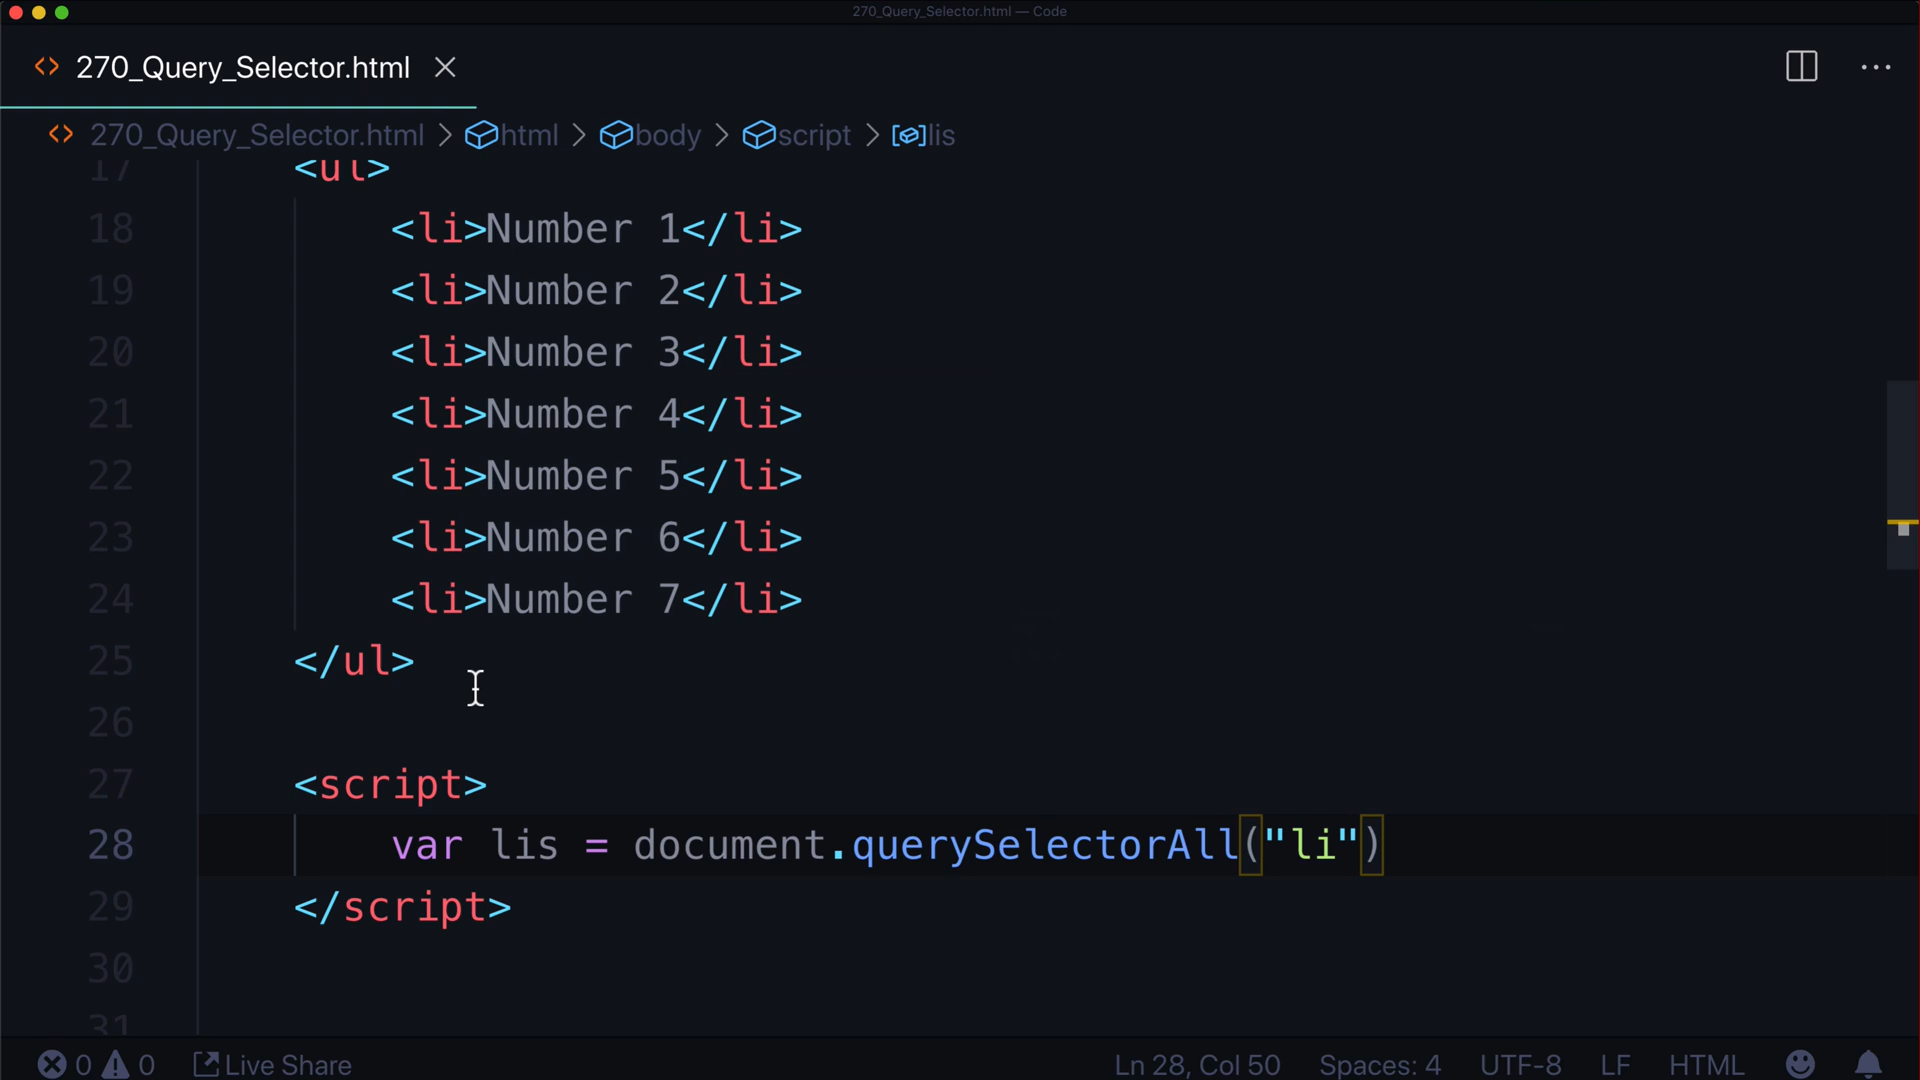 270_Query_Selector.html — Code
270_Query_Selector.html
270_Query_Selector.html > html > body > script > lis
17 <ul>
18 <li>Number 1</li>
19 <li>Number 2</li>
20 <li>Number 3</li>
21 <li>Number 4</li>
22 <li>Number 5</li>
23 <li>Number 6</li>
24 <li>Number 7</li>
25 </ul>
26
27 <script>
28 var lis = document.querySelectorAll("li")
29 </script>
30
31
0 0 Live Share Ln 28, Col 50 Spaces: 4 UTF-8 LF HTML